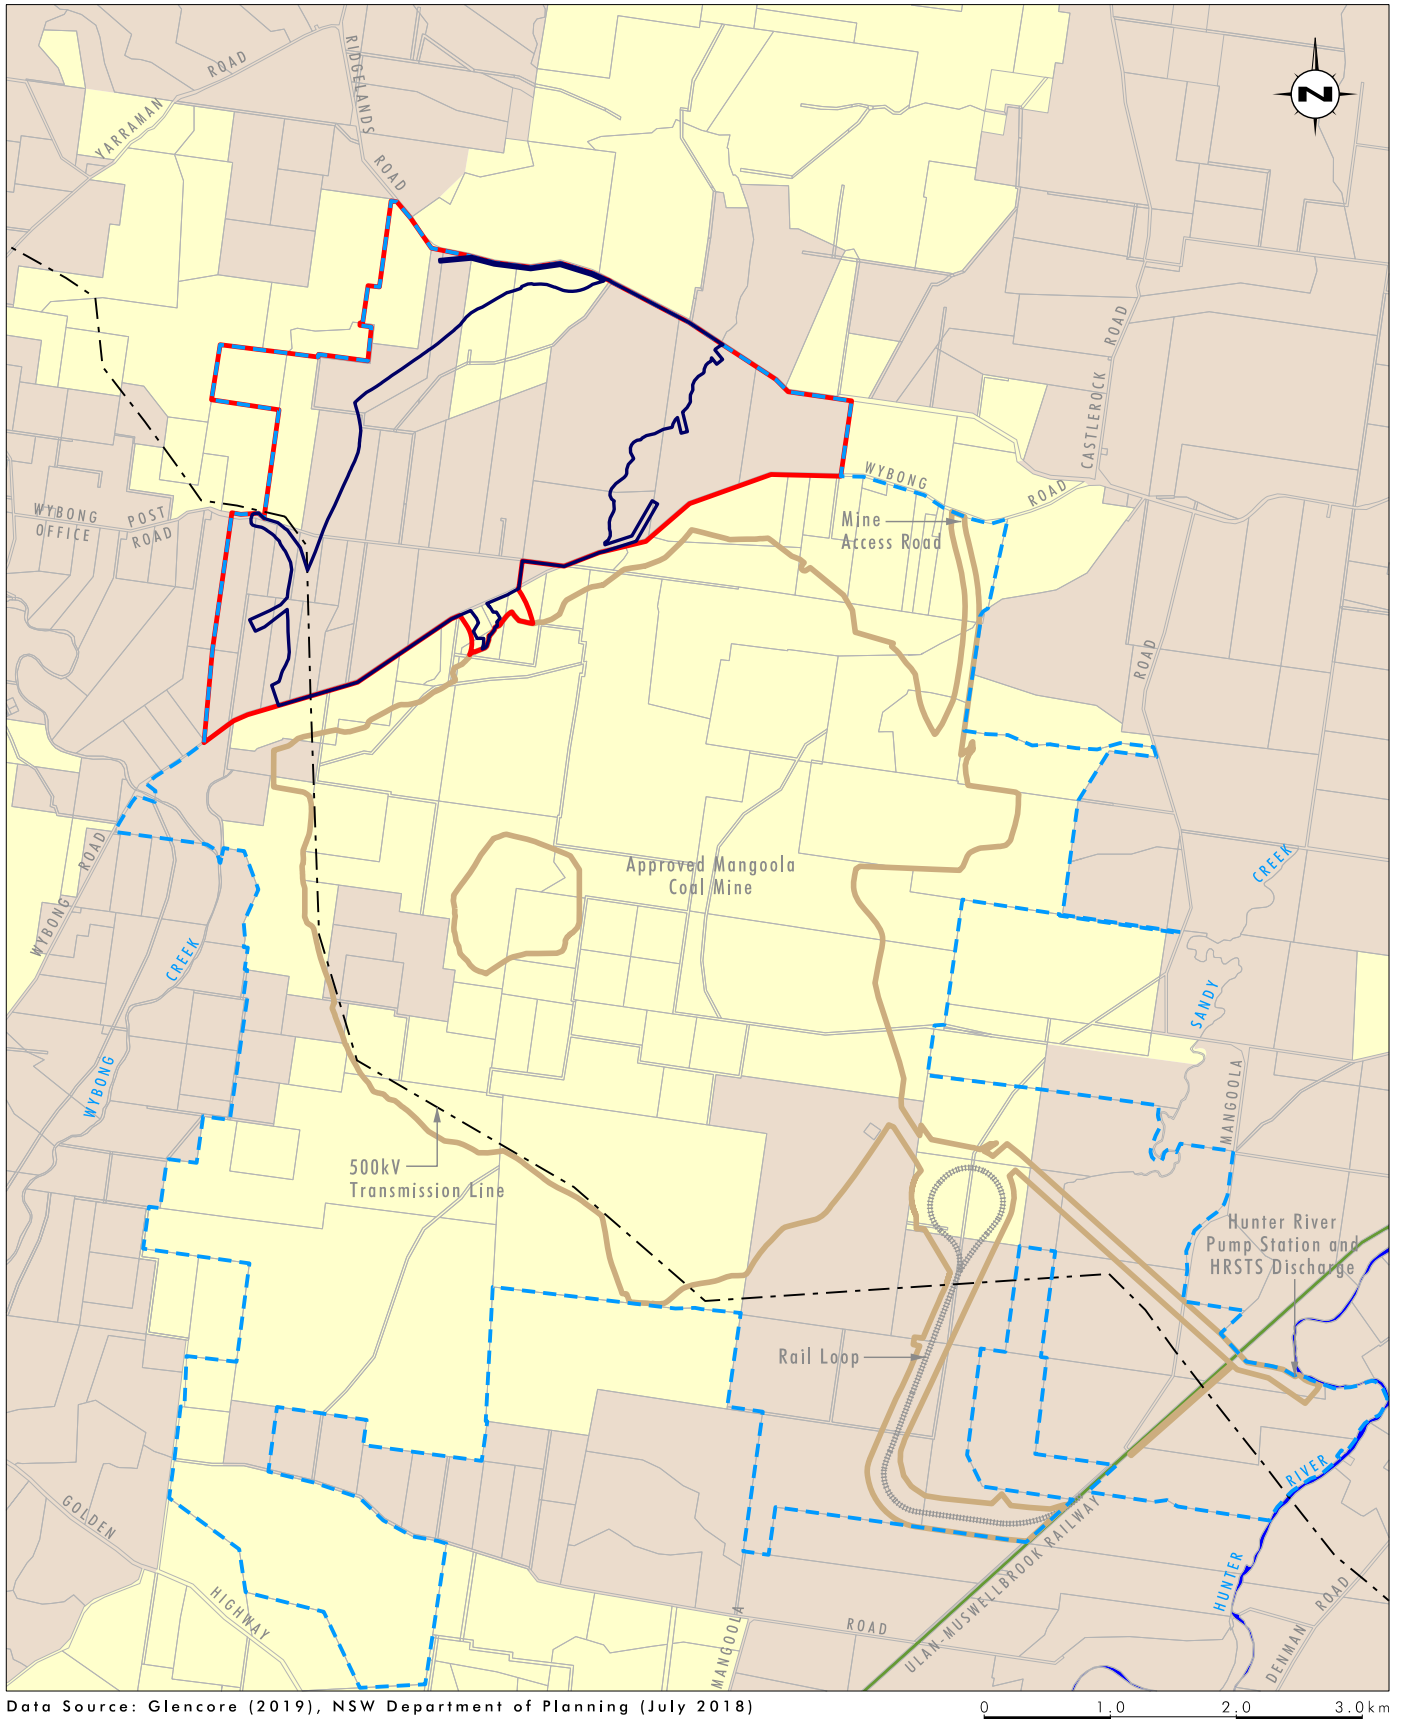 YARRAMAN
ROAD
RIDGELANDS
ROAD
N
CASTLEROCK
ROAD
WYBONG
ROAD
Mine
Access Road
WYBONG
OFFICE
POST
ROAD
ROAD
Approved Mangoola
Coal Mine
CREEK
SANDY
WYBONG
ROAD
CREEK
WYBONG
MANGOOLA
500kV
Transmission Line
Hunter River
Pump Station and
HRSTS Discharge
Rail Loop
RIVER
HUNTER
GOLDEN
HIGHWAY
MANGOOLA
ROAD
ULAN-MUSWELLBROOK RAILWAY
DENMAN
ROAD
Data Source: Glencore (2019), NSW Department of Planning (July 2018)
0 1.0 2.0 3.0km